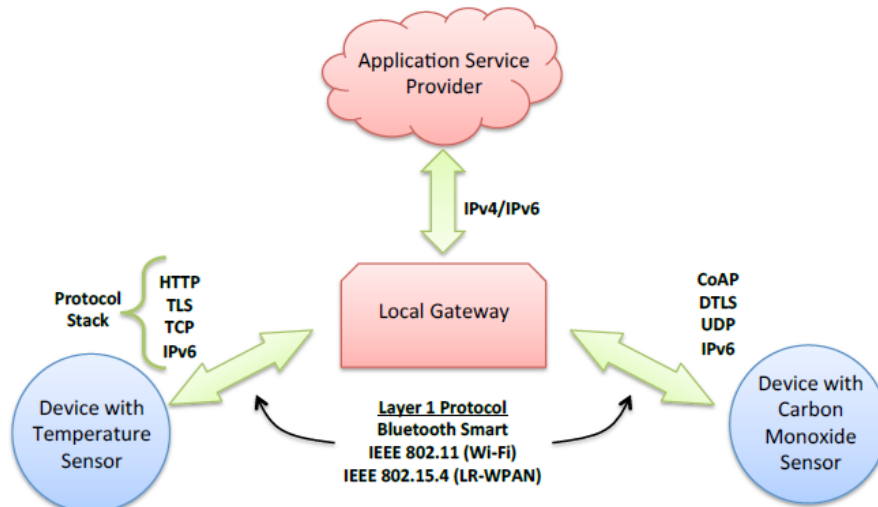 Application Service
Provider
IPv4/IPv6
Protocol
Stack
HTTP
TLS
TCP
IPv6
Local Gateway
CoAP
DTLS
UDP
IPv6
Device with
Temperature
Sensor
Layer 1 Protocol
Bluetooth Smart
IEEE 802.11 (Wi-Fi)
IEEE 802.15.4 (LR-WPAN)
Device with
Carbon
Monoxide
Sensor